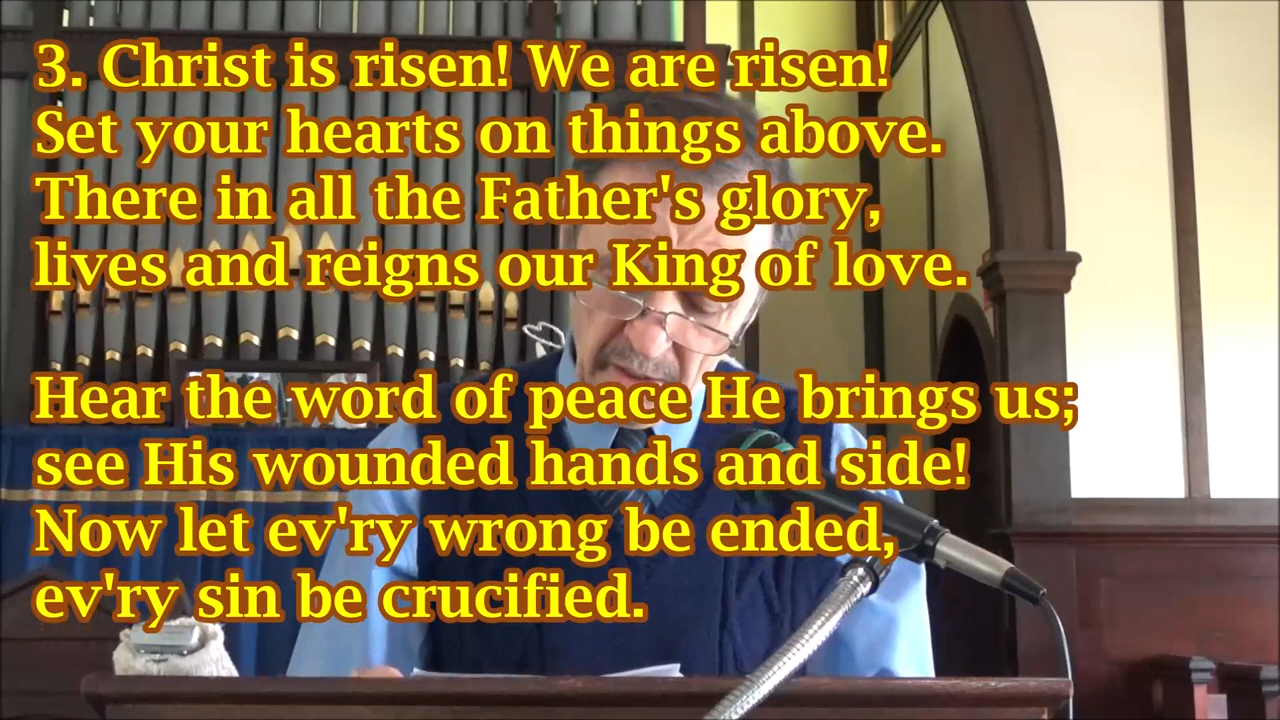 3. Christ is risen! We are risen!
Set your hearts on things above.
There in all the Father's glory,
lives and reigns our King of love.
Hear the word of peace He brings us;
see His wounded hands and side!
Now let ev'ry wrong be ended,
ev'ry sin be crucified.